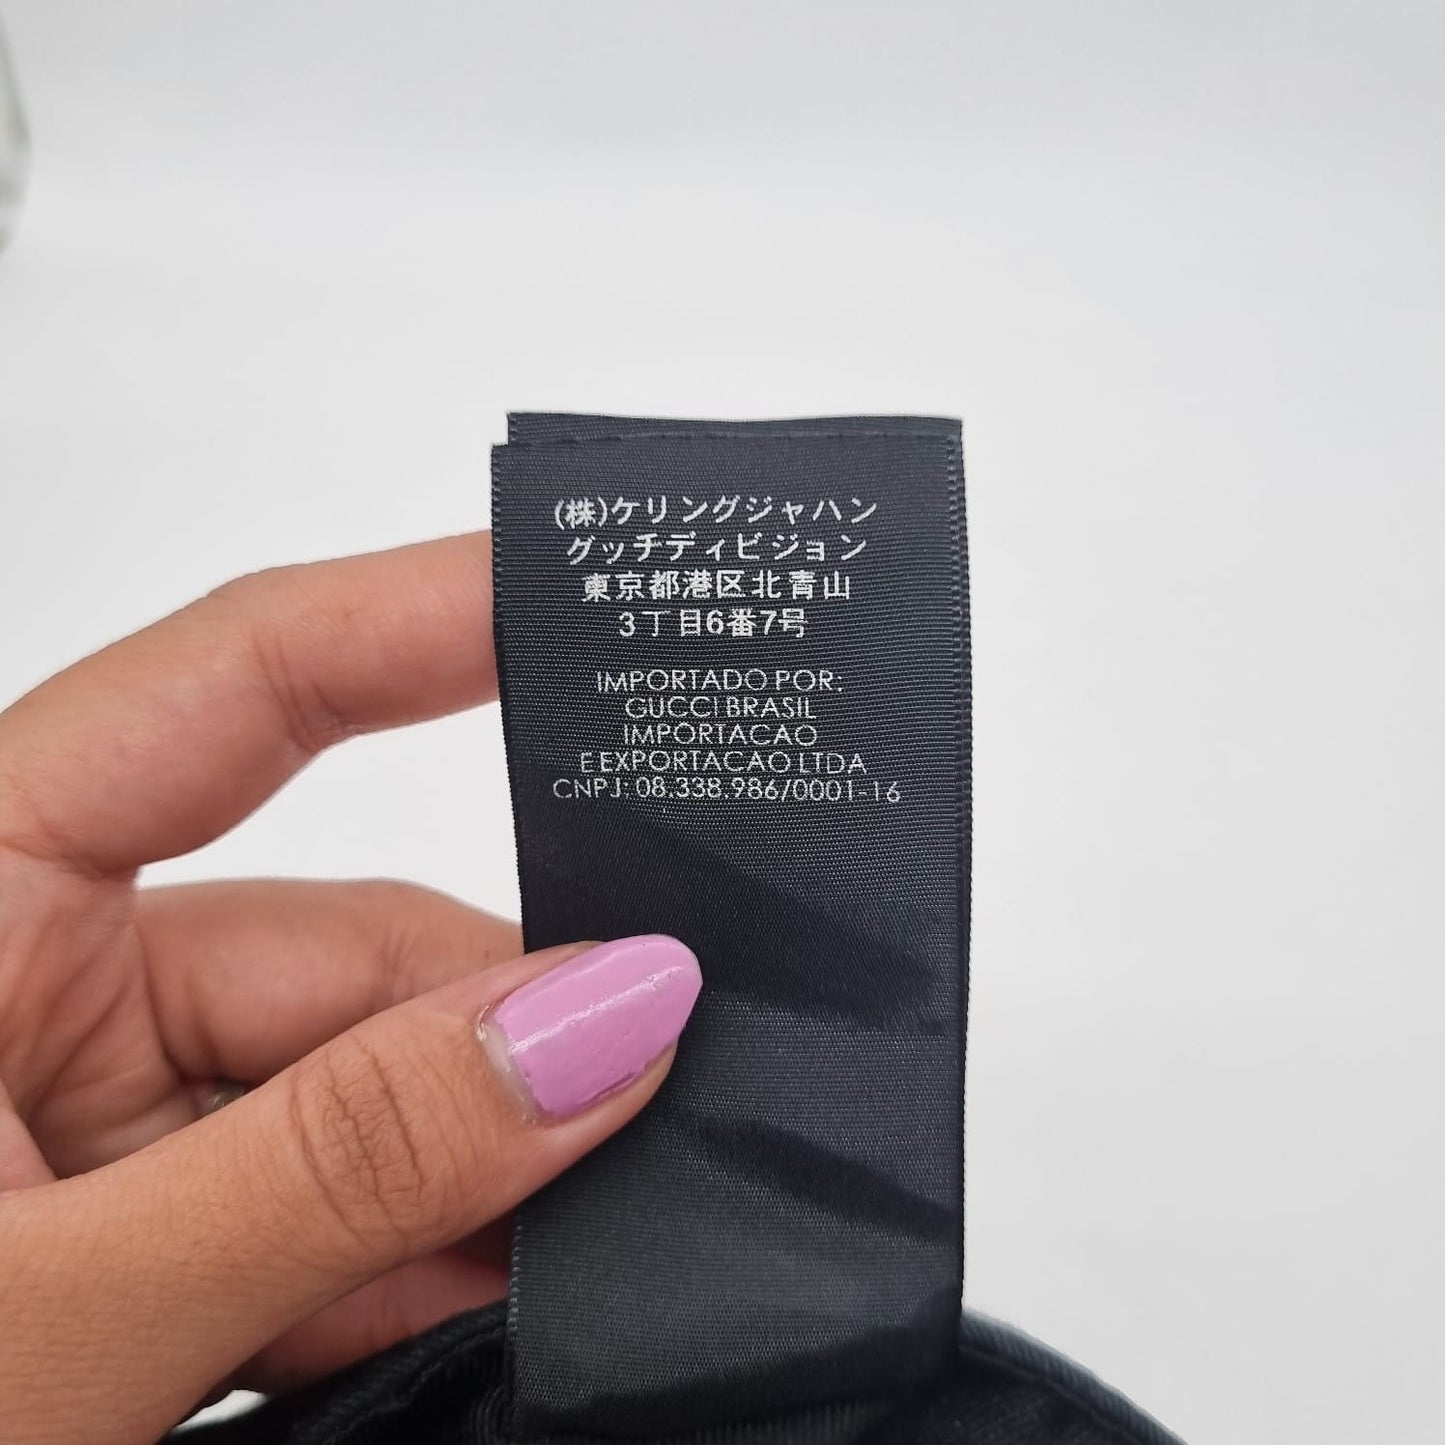 (株)ケリングジャハン
グッチディビジョン
東京都港区北青山
3丁目6番7号
IMPORTADO POR:
GUCCI BRASIL
IMPORTACAO
E EXPORTACAO LTDA
CNPJ: 08.338.986/0001-16